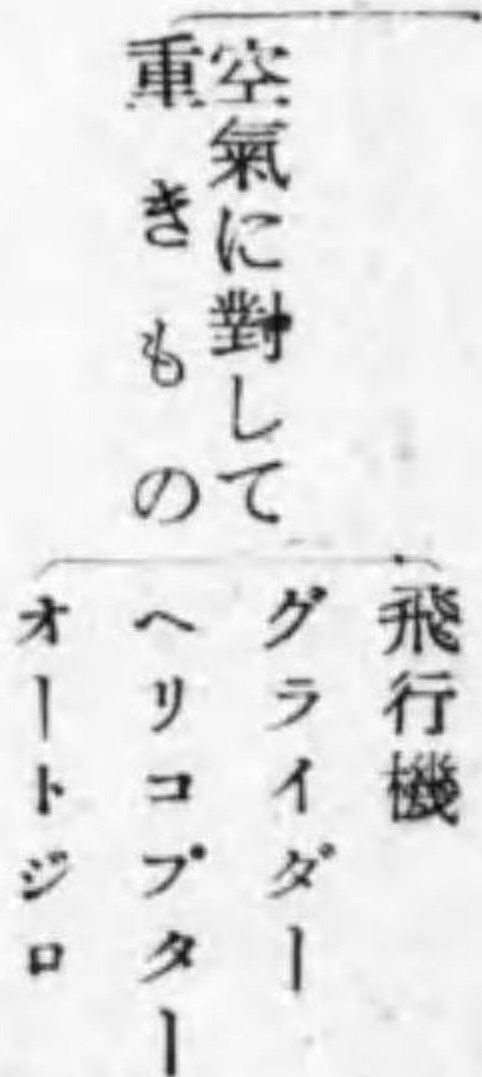 空氣に對して
重きもの
飛行機
グライダー
ヘリコプター
オートジロ